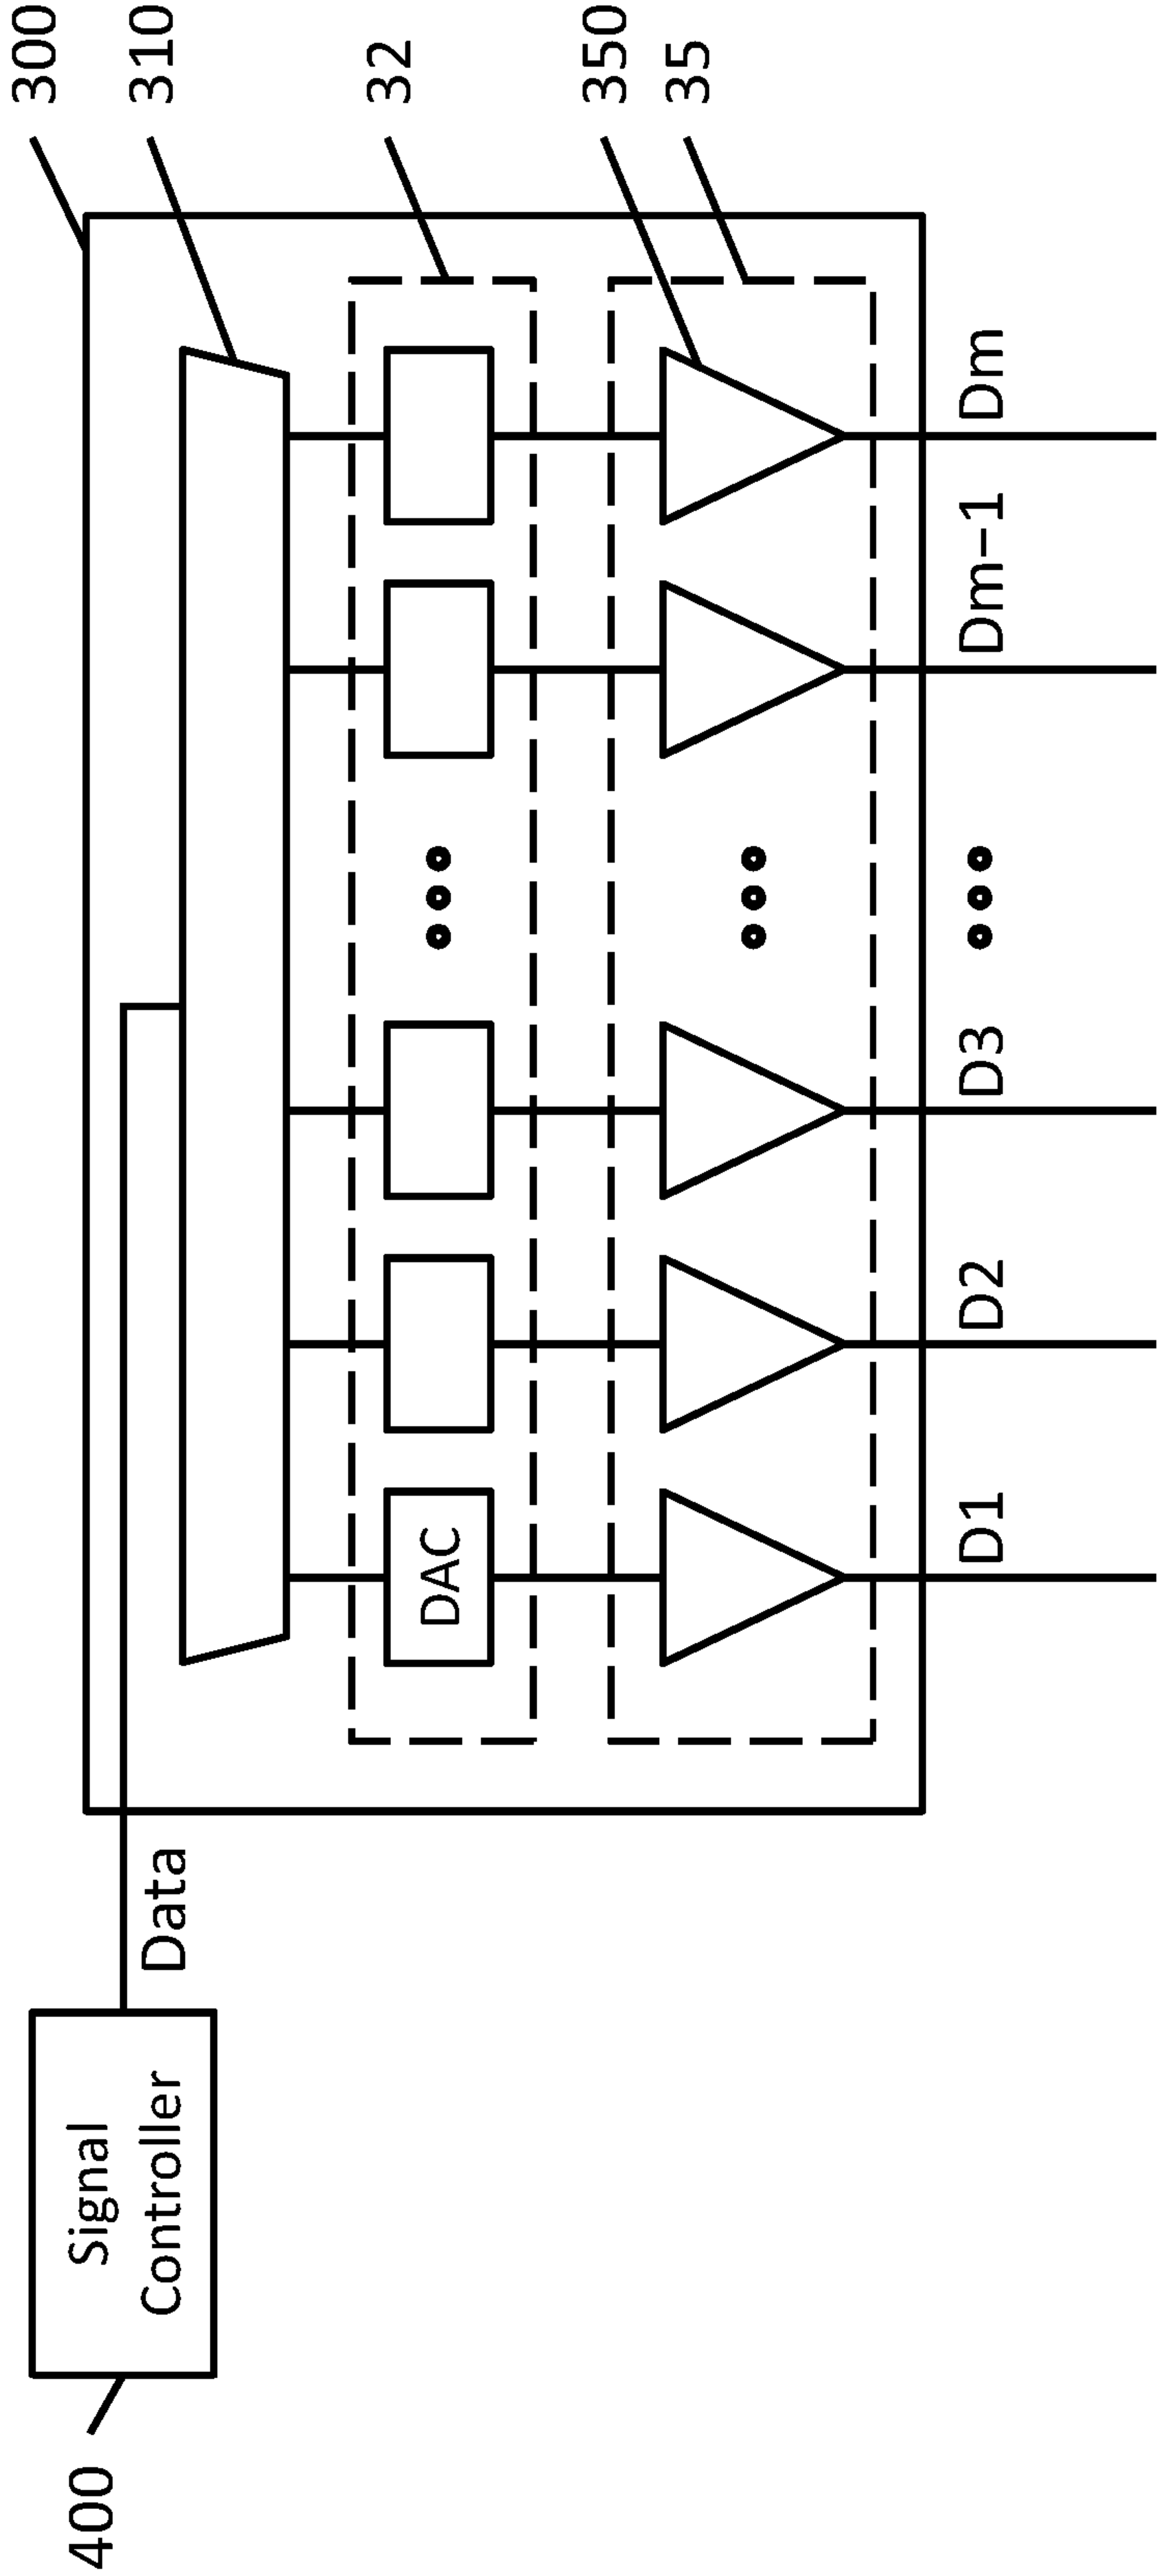 400
Signal
Controller
Data
300
310
32
350
35
DAC
D1
D2
D3
Dm−1
Dm